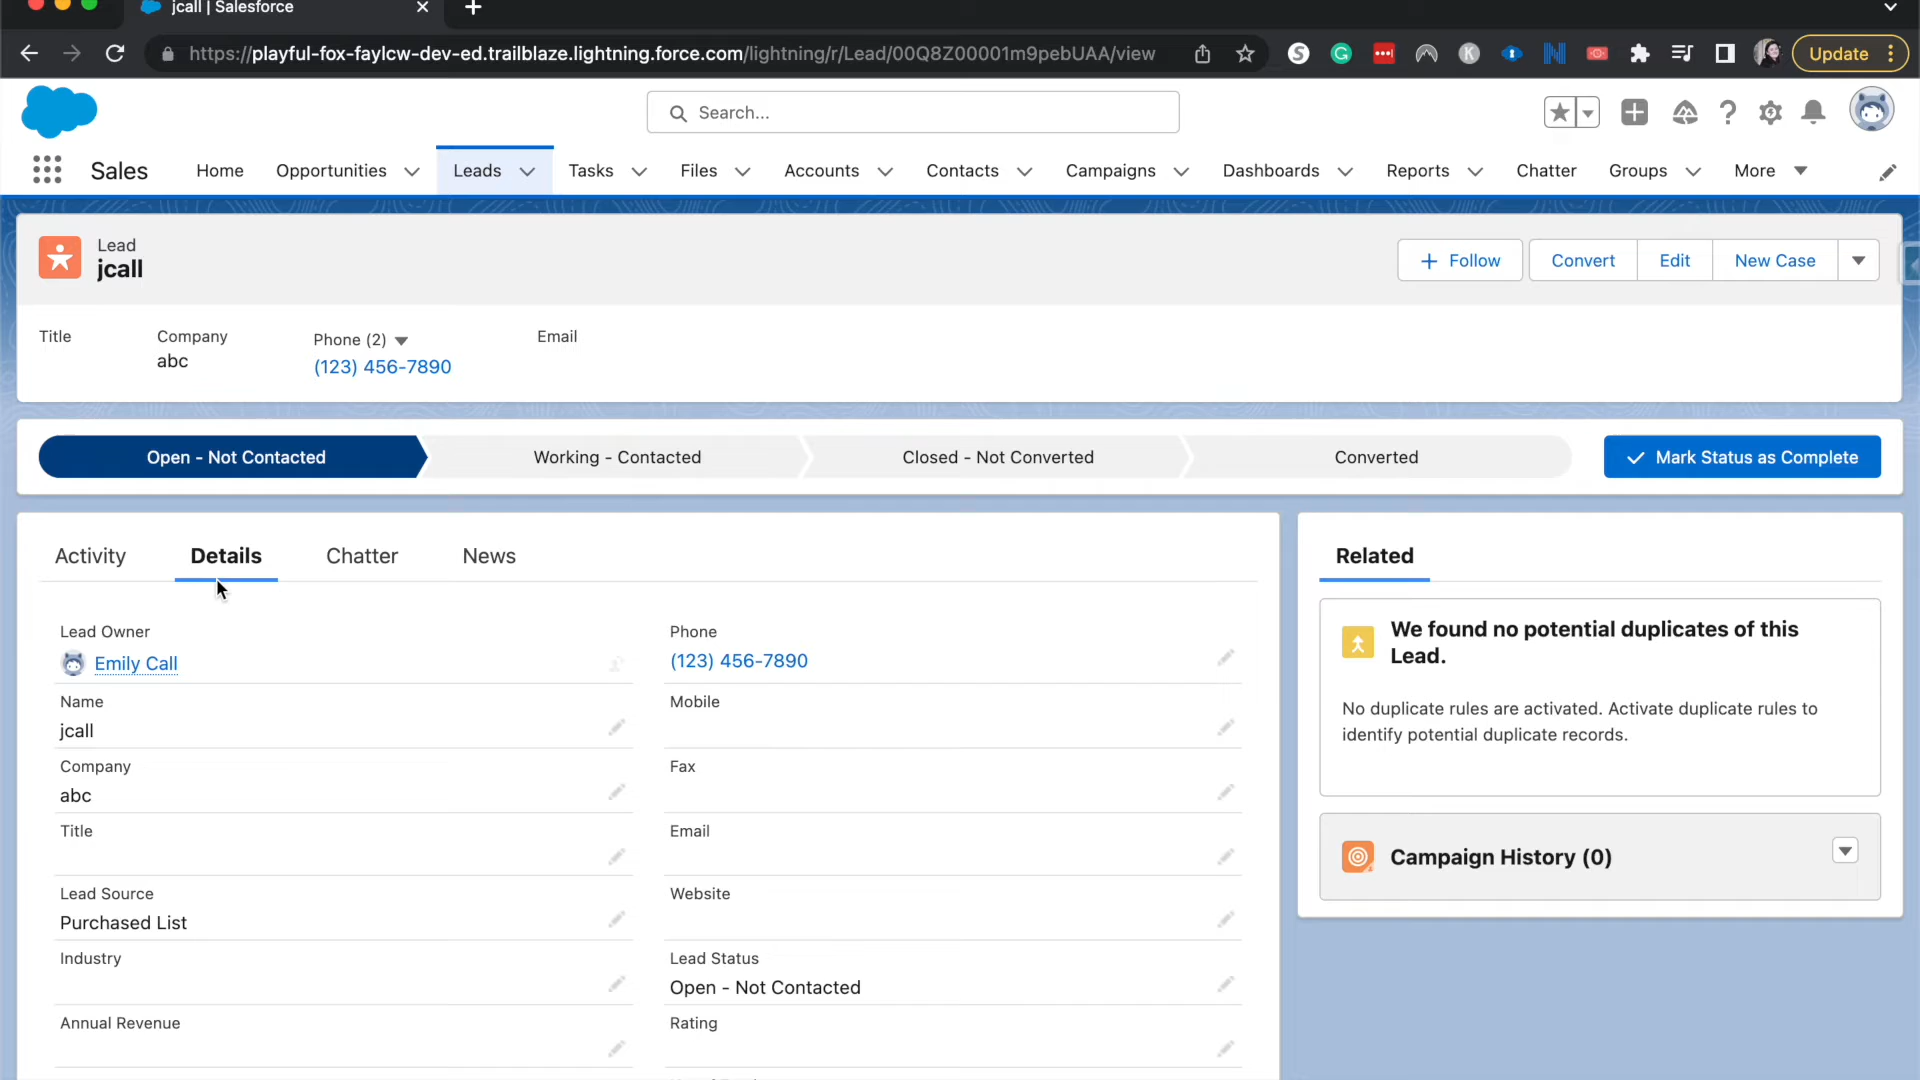 jcall | Salesforce
https://playful-fox-faylcw-dev-ed.trailblaze.lightning.force.com/lightning/r/Lead/00Q8Z00001m9pebUAA/view
Update
Search...
Sales
Home
Opportunities
Leads
Tasks
Files
Accounts
Contacts
Campaigns
Dashboards
Reports
Chatter
Groups
More
Lead
jcall
Follow
Convert
Edit
New Case
Title
Company
abc
Phone (2)
(123) 456-7890
Email
Open - Not Contacted
Working - Contacted
Closed - Not Converted
Converted
Mark Status as Complete
Activity
Details
Chatter
News
Lead Owner
Emily Call
Name
jcall
Company
abc
Title
Lead Source
Purchased List
Industry
Annual Revenue
Phone
(123) 456-7890
Mobile
Fax
Email
Website
Lead Status
Open - Not Contacted
Rating
Related
We found no potential duplicates of this
Lead.
No duplicate rules are activated. Activate duplicate rules to
identify potential duplicate records.
Campaign History (0)